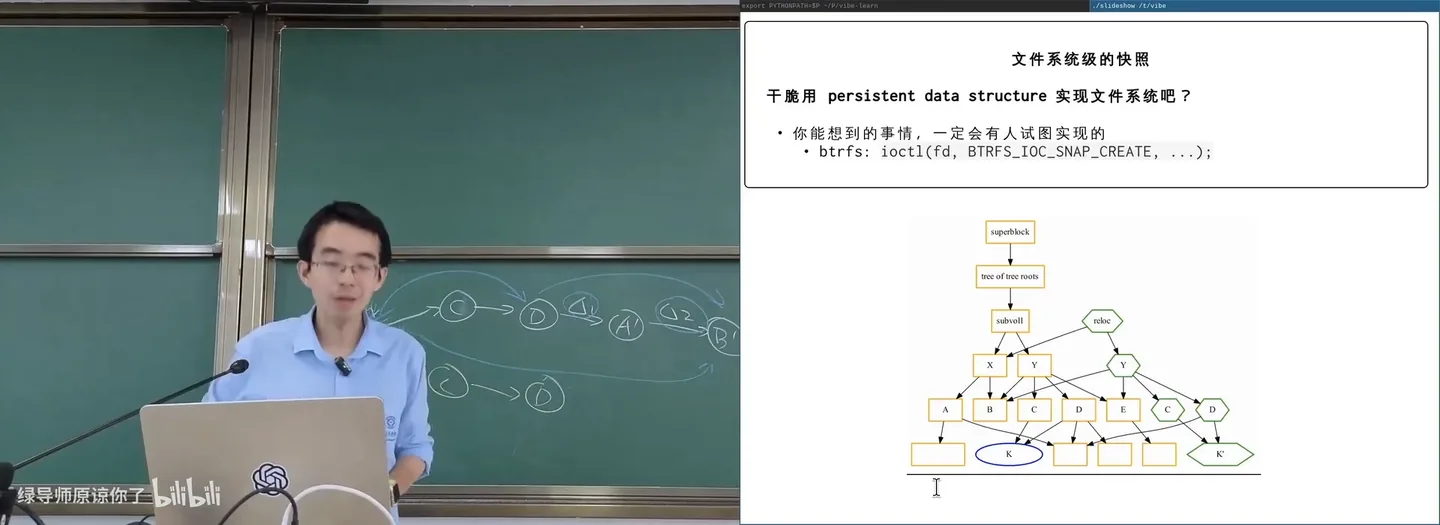 export PYTHONPATH=$P ~/P/vibe-learn
./slideshow /t/vibe
文件系统级的快照
干脆用 persistent data structure 实现文件系统吧？
• 你能想到的事情，一定会有人试图实现的
• btrfs: ioctl(fd, BTRFS_IOC_SNAP_CREATE, ...);
superblock
tree of tree roots
subvol1
reloc
X
Y
Y
A
B
C
D
E
C
D
K
K'
C
D
Δ1
A'
Δ2
B'
C
D
绿导师原谅你了
bilibili